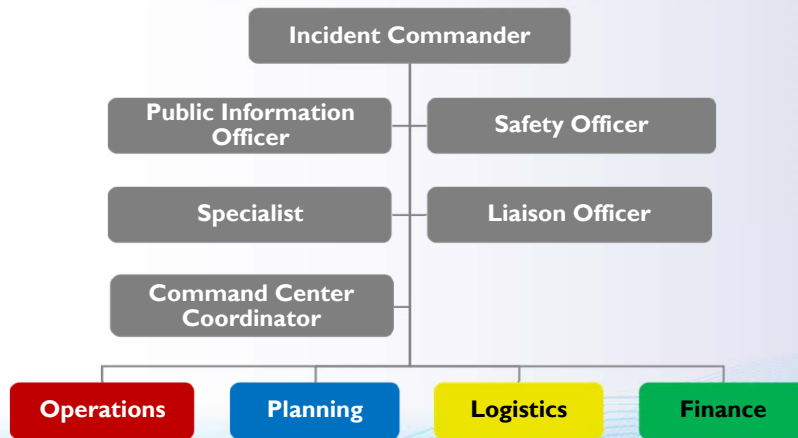 Incident Commander
Public Information
Officer
Safety Officer
Specialist
Liaison Officer
Command Center
Coordinator
Operations
Planning
Logistics
Finance